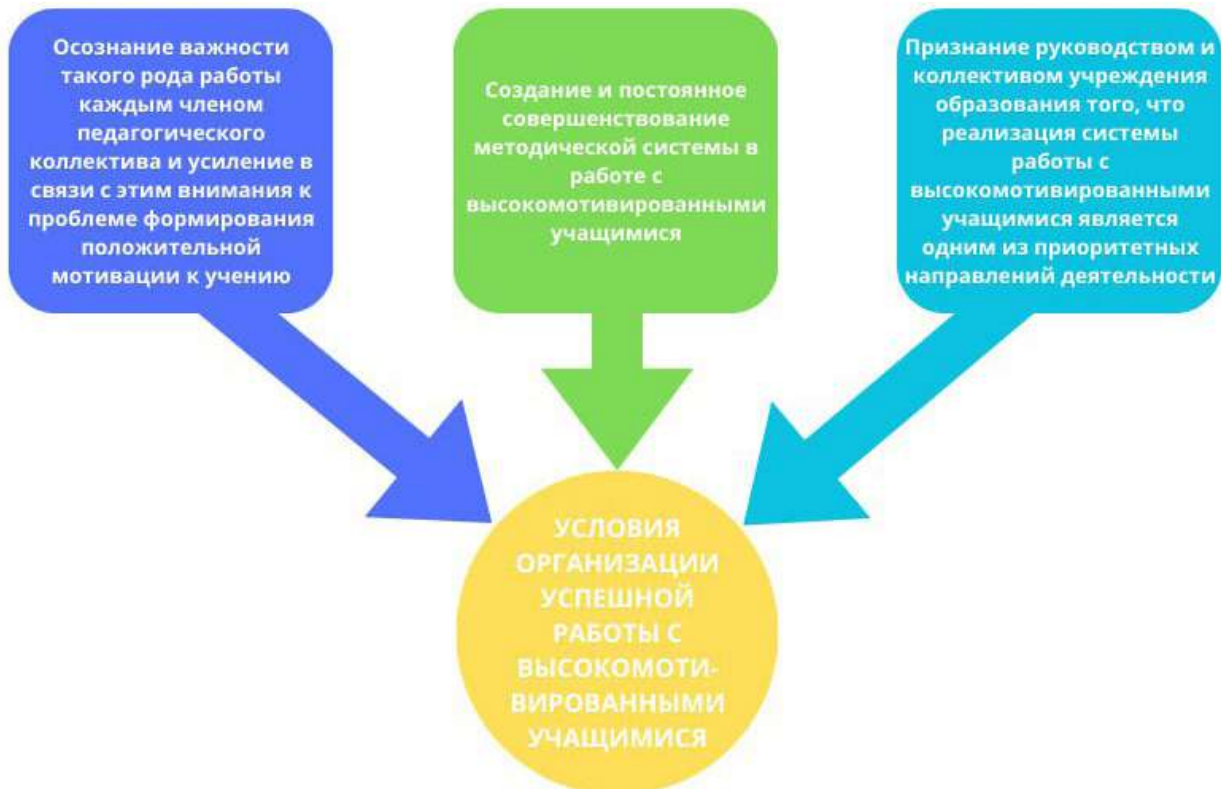 Осознание важности
такого рода работы
каждым членом
педагогического
коллектива и усиление в
связи с этим внимания к
проблеме формирования
положительной
мотивации к учению
Создание и постоянное
совершенствование
методической системы в
работе с
высокомотивированными
учащимися
Признание руководством и
коллективом учреждения
образования того, что
реализация системы
работы с
высокомотивированными
учащимися является
одним из приоритетных
направлений деятельности
УСЛОВИЯ
ОРГАНИЗАЦИИ
УСПЕШНОЙ
РАБОТЫ С
ВЫСОКОМОТИ-
ВИРОВАННЫМИ
УЧАЩИМИСЯ